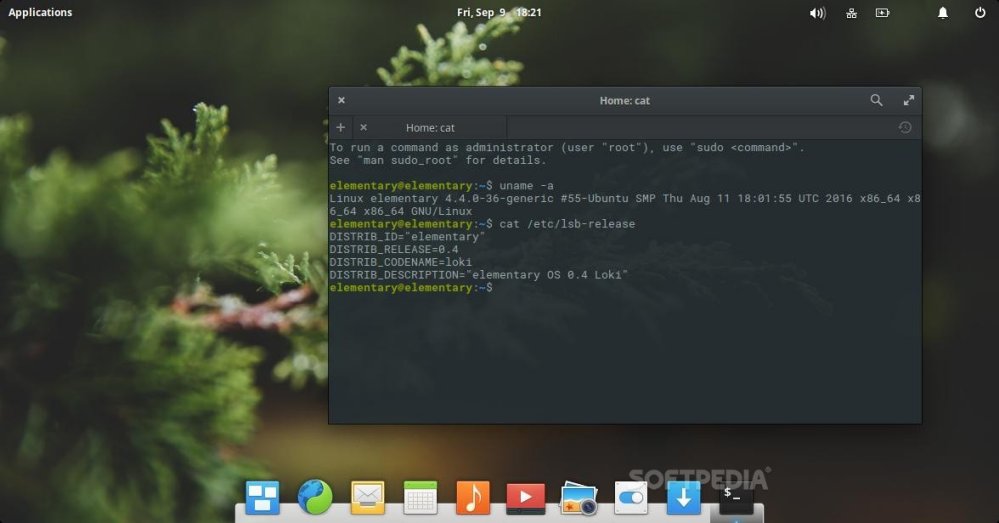 Applications
Fri, Sep 9 18:21
Home: cat
Home: cat
To run a command as administrator (user "root"), use "sudo <command>".
See "man sudo_root" for details.
elementary@elementary:~$ uname -a
Linux elementary 4.4.0-36-generic #55-Ubuntu SMP Thu Aug 11 18:01:55 UTC 2016 x86_64 x8
6_64 x86_64 GNU/Linux
elementary@elementary:~$ cat /etc/lsb-release
DISTRIB_ID="elementary"
DISTRIB_RELEASE=0.4
DISTRIB_CODENAME=loki
DISTRIB_DESCRIPTION="elementary OS 0.4 Loki"
elementary@elementary:~$
SOFTPEDIA®
$_